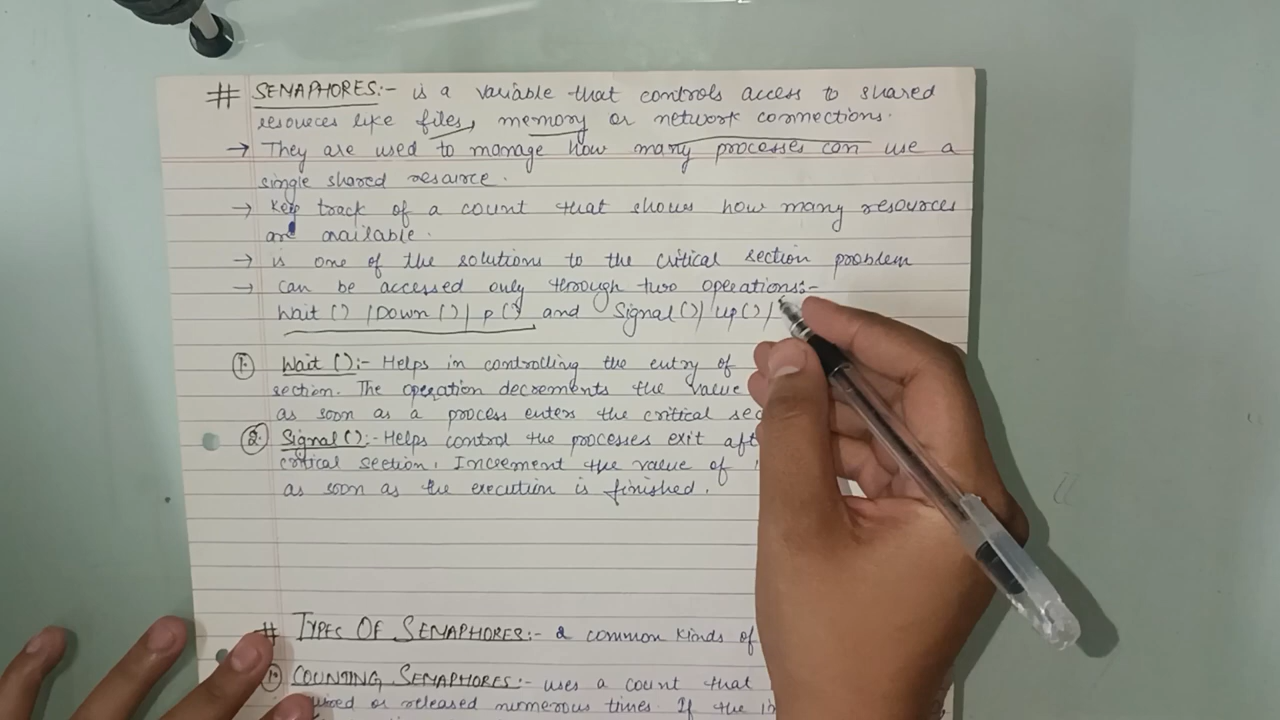 # SEMAPHORES:- is a variable that controls access to shared
resources like files, memory or network connections.
→ They are used to manage how many processes can use a
single shared resource.
→ Keep track of a count that shows how many resources
are available.
→ is one of the solutions to the critical section problem
→ can be accessed only through two operations:-
Wait () / Down () / P () and Signal () / Up () /
1. Wait ():- Helps in controlling the entry of
section. The operation decrements the value
as soon as a process enters the critical sec
2. Signal ():- Helps control the processes exit aft
critical section. Increment the value of
as soon as the execution is finished.
# TYPES OF SEMAPHORES:- 2 common kinds of
1. COUNTING SEMAPHORES:- uses a count that
or released numerous times. If the